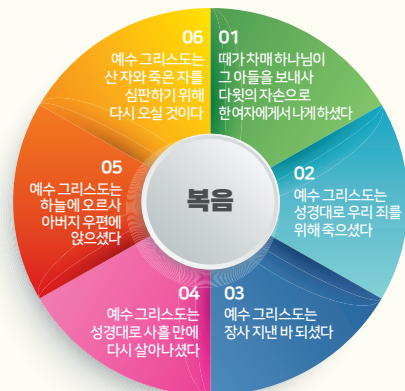 복음
01
때가 차매 하나님이
그 아들을 보내사
다윗의 자손으로
한 여자에게서 나게 하셨다
02
예수 그리스도는
성경대로 우리 죄를
위해 죽으셨다
03
예수 그리스도는
장사 지낸 바 되셨다
04
예수 그리스도는
성경대로 사흘 만에
다시 살아나셨다
05
예수 그리스도는
하늘에 오르사
아버지 우편에
앉으셨다
06
예수 그리스도는
산 자와 죽은 자를
심판하기 위해
다시 오실 것이다